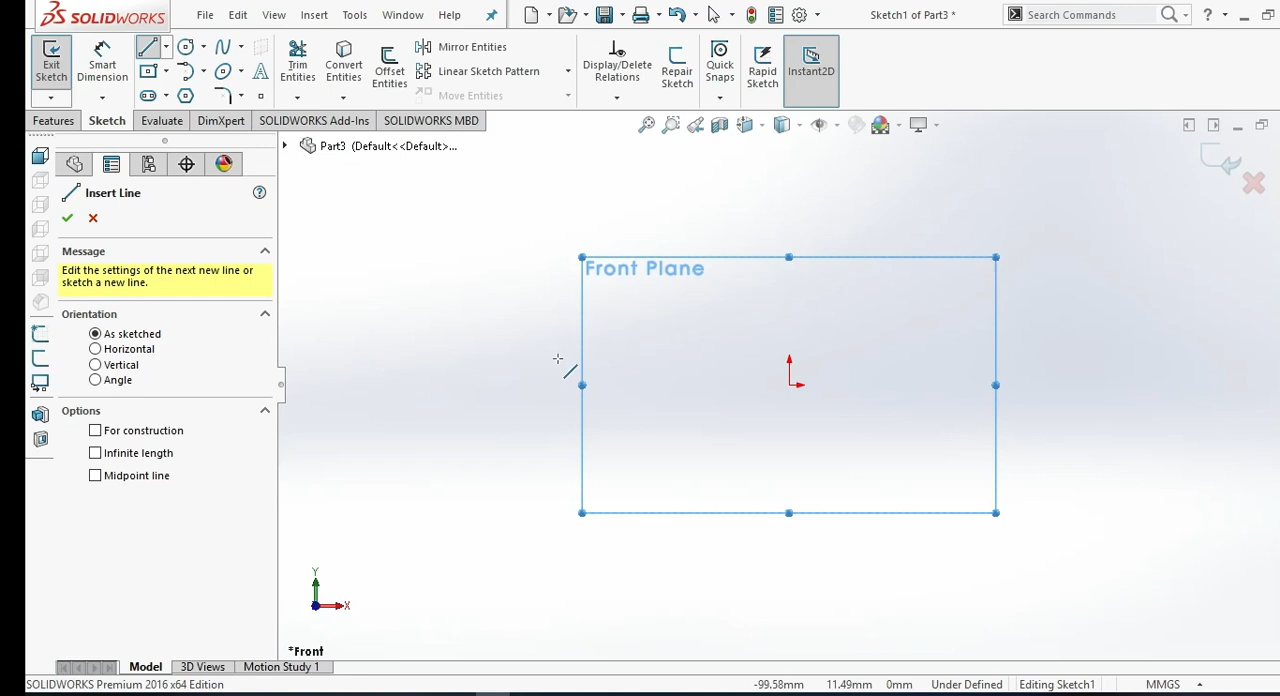 SOLIDWORKS File Edit View Insert Tools Window Help Sketch1 of Part3 * Search Commands ?
Exit Sketch
Smart Dimension
Trim Entities
Convert Entities
Offset Entities
Mirror Entities
Linear Sketch Pattern
Move Entities
Display/Delete Relations
Repair Sketch
Quick Snaps
Rapid Sketch
Instant2D
Features Sketch Evaluate DimXpert SOLIDWORKS Add-Ins SOLIDWORKS MBD
Part3 (Default<<Default>...
Insert Line ?
Message
Edit the settings of the next new line or
sketch a new line.
Orientation
As sketched
Horizontal
Vertical
Angle
Options
For construction
Infinite length
Midpoint line
Front Plane
Y
X
*Front
Model 3D Views Motion Study 1
SOLIDWORKS Premium 2016 x64 Edition -99.58mm 11.49mm 0mm Under Defined Editing Sketch1 MMGS